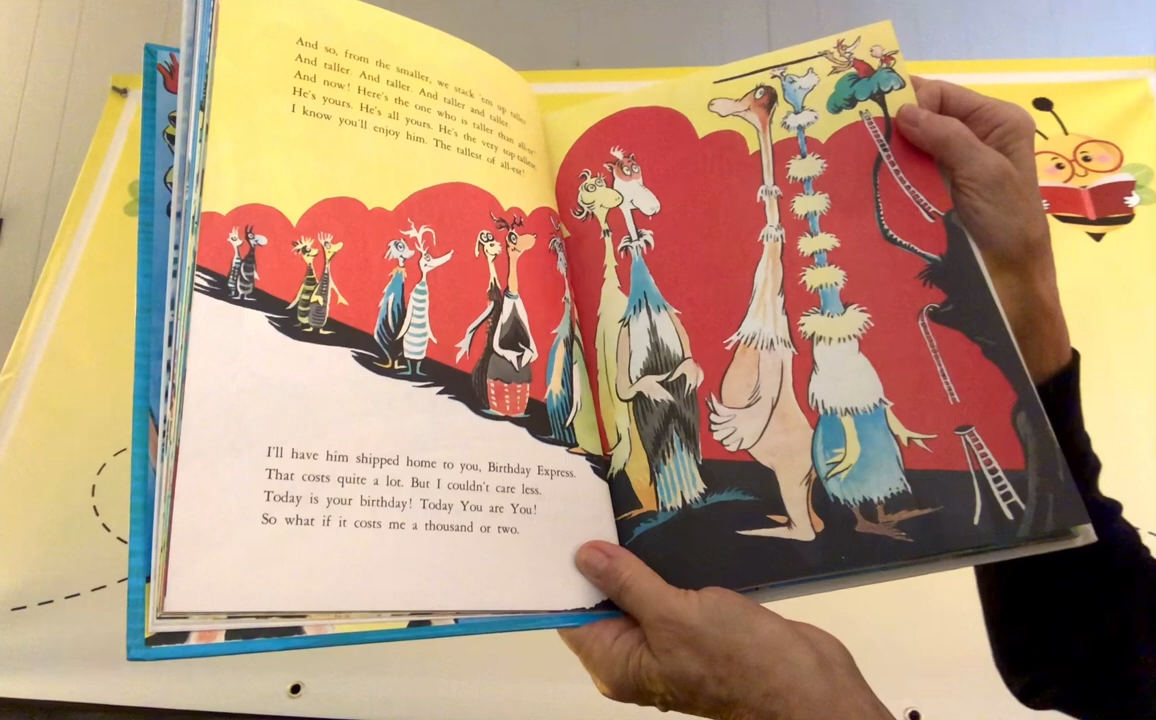 And so, from the smaller, we stack 'em up taller
And taller. And taller. And taller and taller.
And now! Here's the one who is taller than all-est!
He's yours. He's all yours. He's the very top tallest.
I know you'll enjoy him. The tallest of all-est!
I'll have him shipped home to you, Birthday Express.
That costs quite a lot. But I couldn't care less.
Today is your birthday! Today You are You!
So what if it costs me a thousand or two.